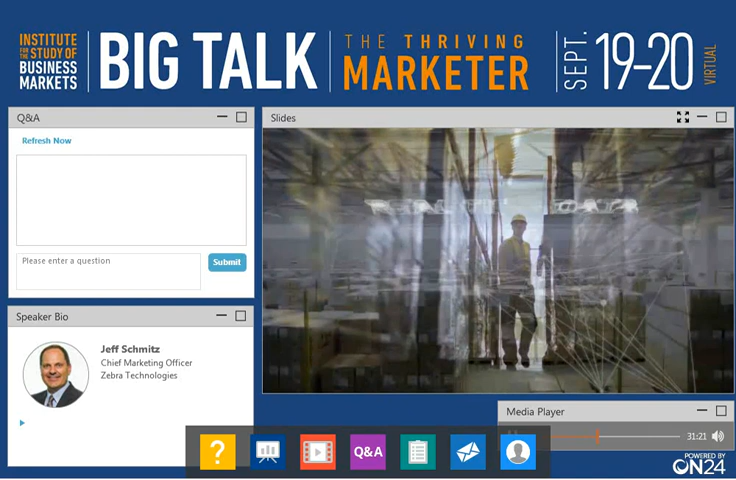 INSTITUTE
FOR THE STUDY OF
BUSINESS
MARKETS
BIG TALK
THE THRIVING
MARKETER
SEPT.
19–20
VIRTUAL
Q&A
Refresh Now
Please enter a question
Submit
Slides
Speaker Bio
Jeff Schmitz
Chief Marketing Officer
Zebra Technologies
Media Player
31:21
?
Q&A
POWERED BY
ON24